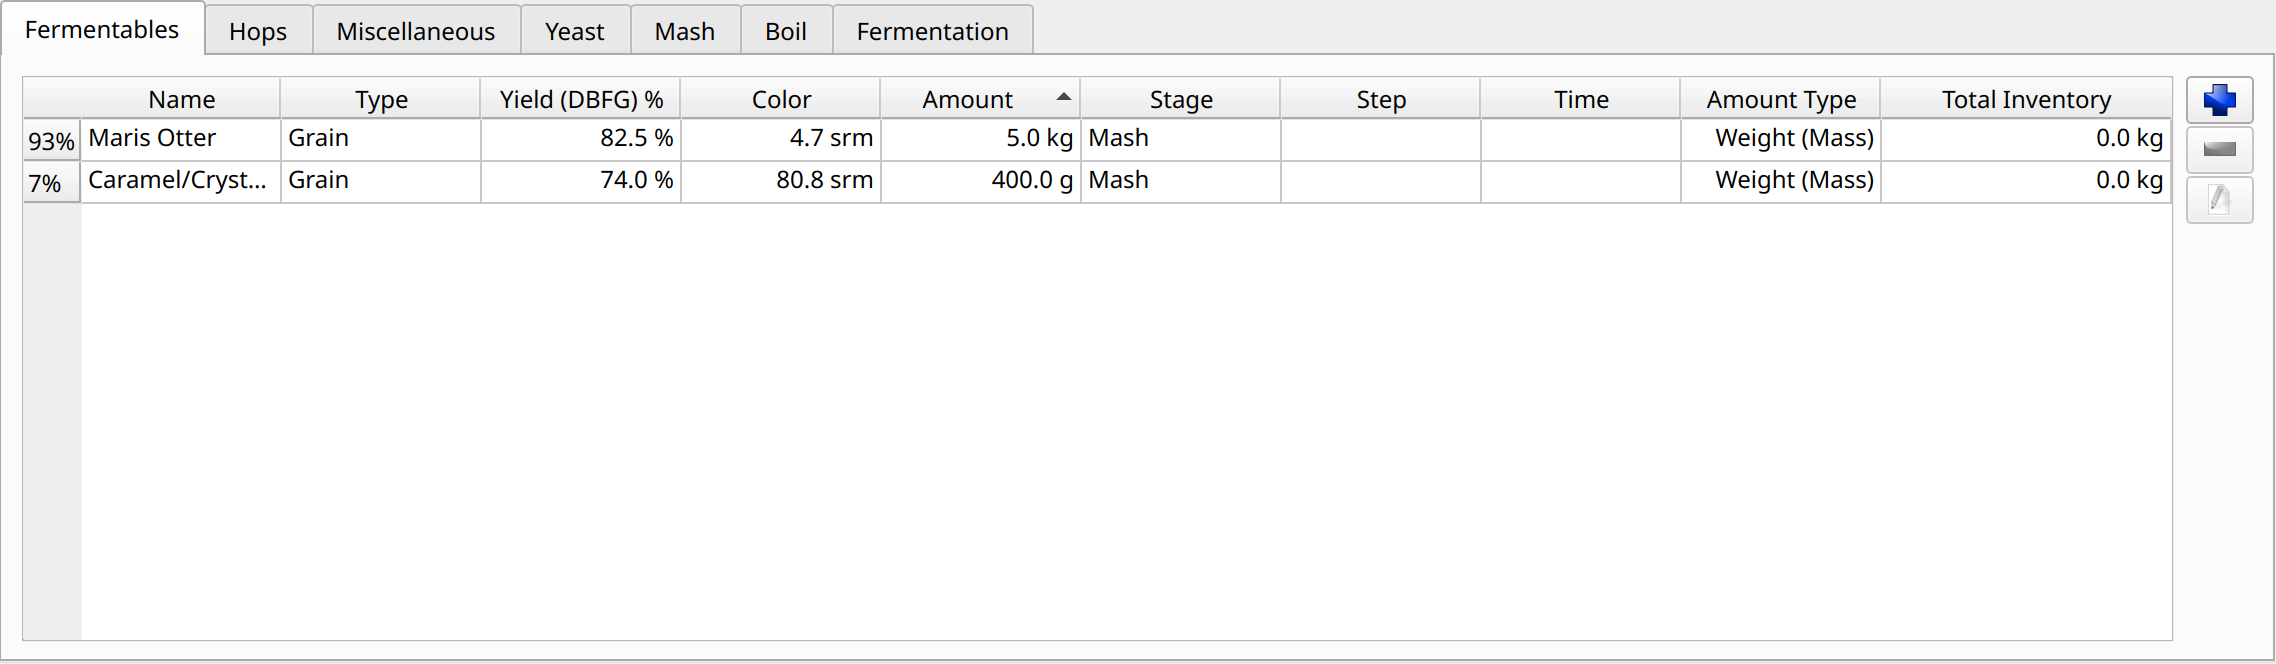 Fermentables Hops Miscellaneous Yeast Mash Boil Fermentation
Name Type Yield (DBFG) % Color Amount Stage Step Time Amount Type Total Inventory
93% Maris Otter Grain 82.5 % 4.7 srm 5.0 kg Mash Weight (Mass) 0.0 kg
7% Caramel/Cryst... Grain 74.0 % 80.8 srm 400.0 g Mash Weight (Mass) 0.0 kg